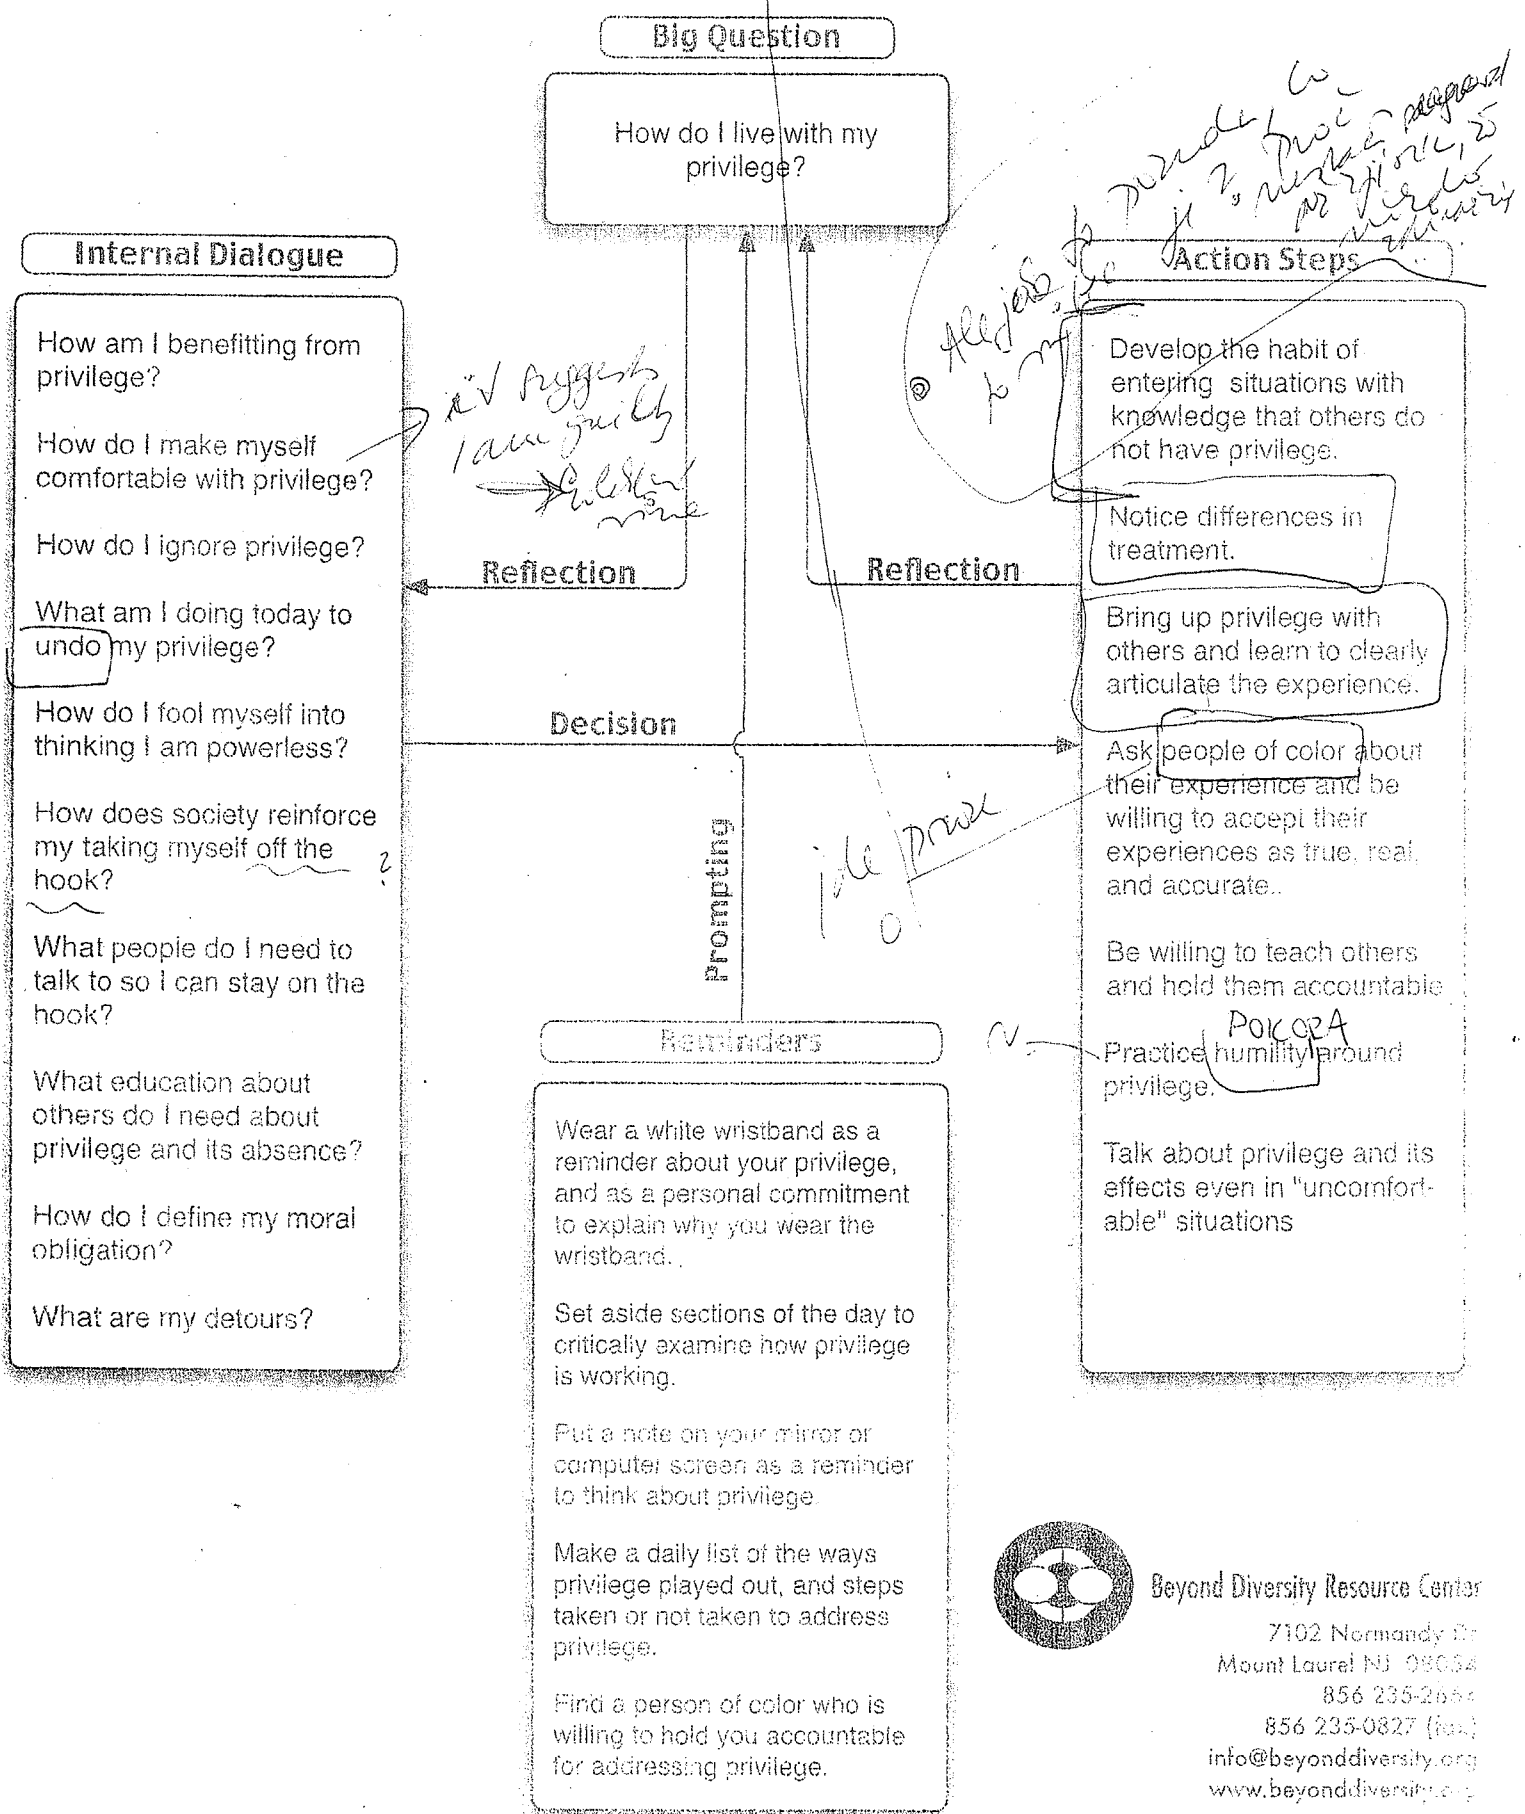 Big Question
How do I live with my
privilege?
Internal Dialogue
How am I benefitting from
privilege?
How do I make myself
comfortable with privilege?
How do I ignore privilege?
What am I doing today to
undo my privilege?
How do I fool myself into
thinking I am powerless?
How does society reinforce
my taking myself off the
hook?
?
What people do I need to
talk to so I can stay on the
hook?
What education about
others do I need about
privilege and its absence?
How do I define my moral
obligation?
What are my detours?
it suggests
I am guilty
Reflection
Reflection
Decision
Prompting
Reminders
Wear a white wristband as a
reminder about your privilege,
and as a personal commitment
to explain why you wear the
wristband.
Set aside sections of the day to
critically examine how privilege
is working.
Put a note on your mirror or
computer screen as a reminder
to think about privilege.
Make a daily list of the ways
privilege played out, and steps
taken or not taken to address
privilege.
Find a person of color who is
willing to hold you accountable
for addressing privilege.
Action Steps
Develop the habit of
entering situations with
knowledge that others do
not have privilege.
Notice differences in
treatment.
Bring up privilege with
others and learn to clearly
articulate the experience.
Ask people of color about
their experience and be
willing to accept their
experiences as true, real,
and accurate..
Be willing to teach others
and hold them accountable
POKORA
Practice humility around
privilege.
Talk about privilege and its
effects even in "uncomfort-
able" situations
Beyond Diversity Resource Center
7102 Normandy Dr
Mount Laurel NJ 08054
856
856 235-0827 (fax)
info@beyonddiversity.org
www.beyonddiversity.org